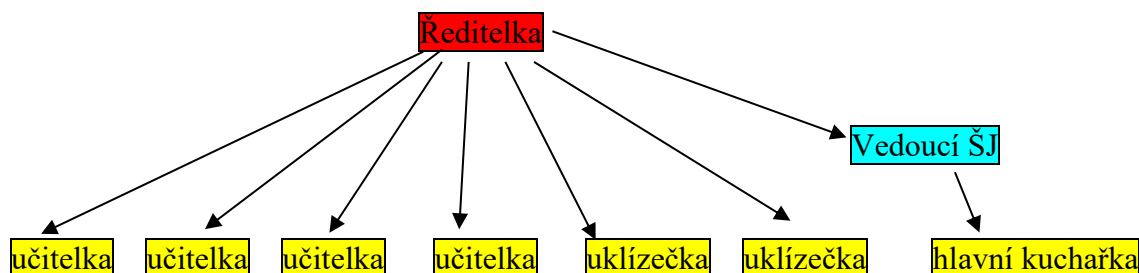 Ředitelka
Vedoucí ŠJ
učitelka učitelka učitelka učitelka uklízečka uklízečka hlavní kuchařka